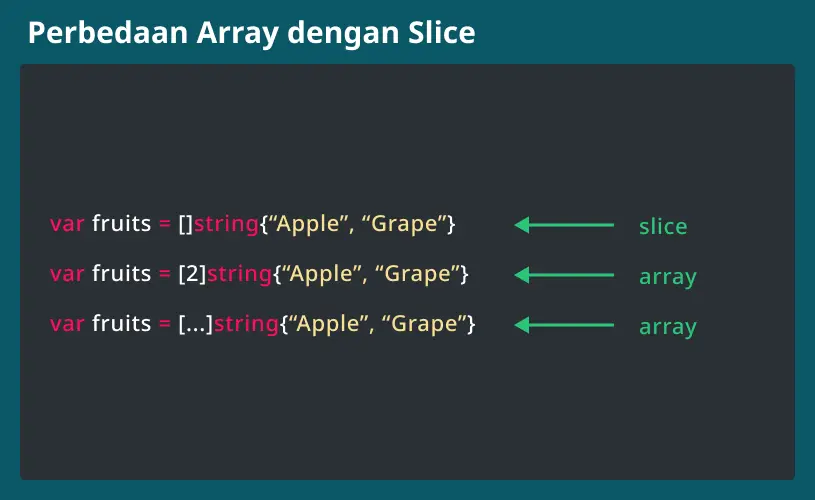 Perbedaan Array dengan Slice
var fruits = []string{“Apple”, “Grape”} slice
var fruits = [2]string{“Apple”, “Grape”} array
var fruits = [...]string{“Apple”, “Grape”} array